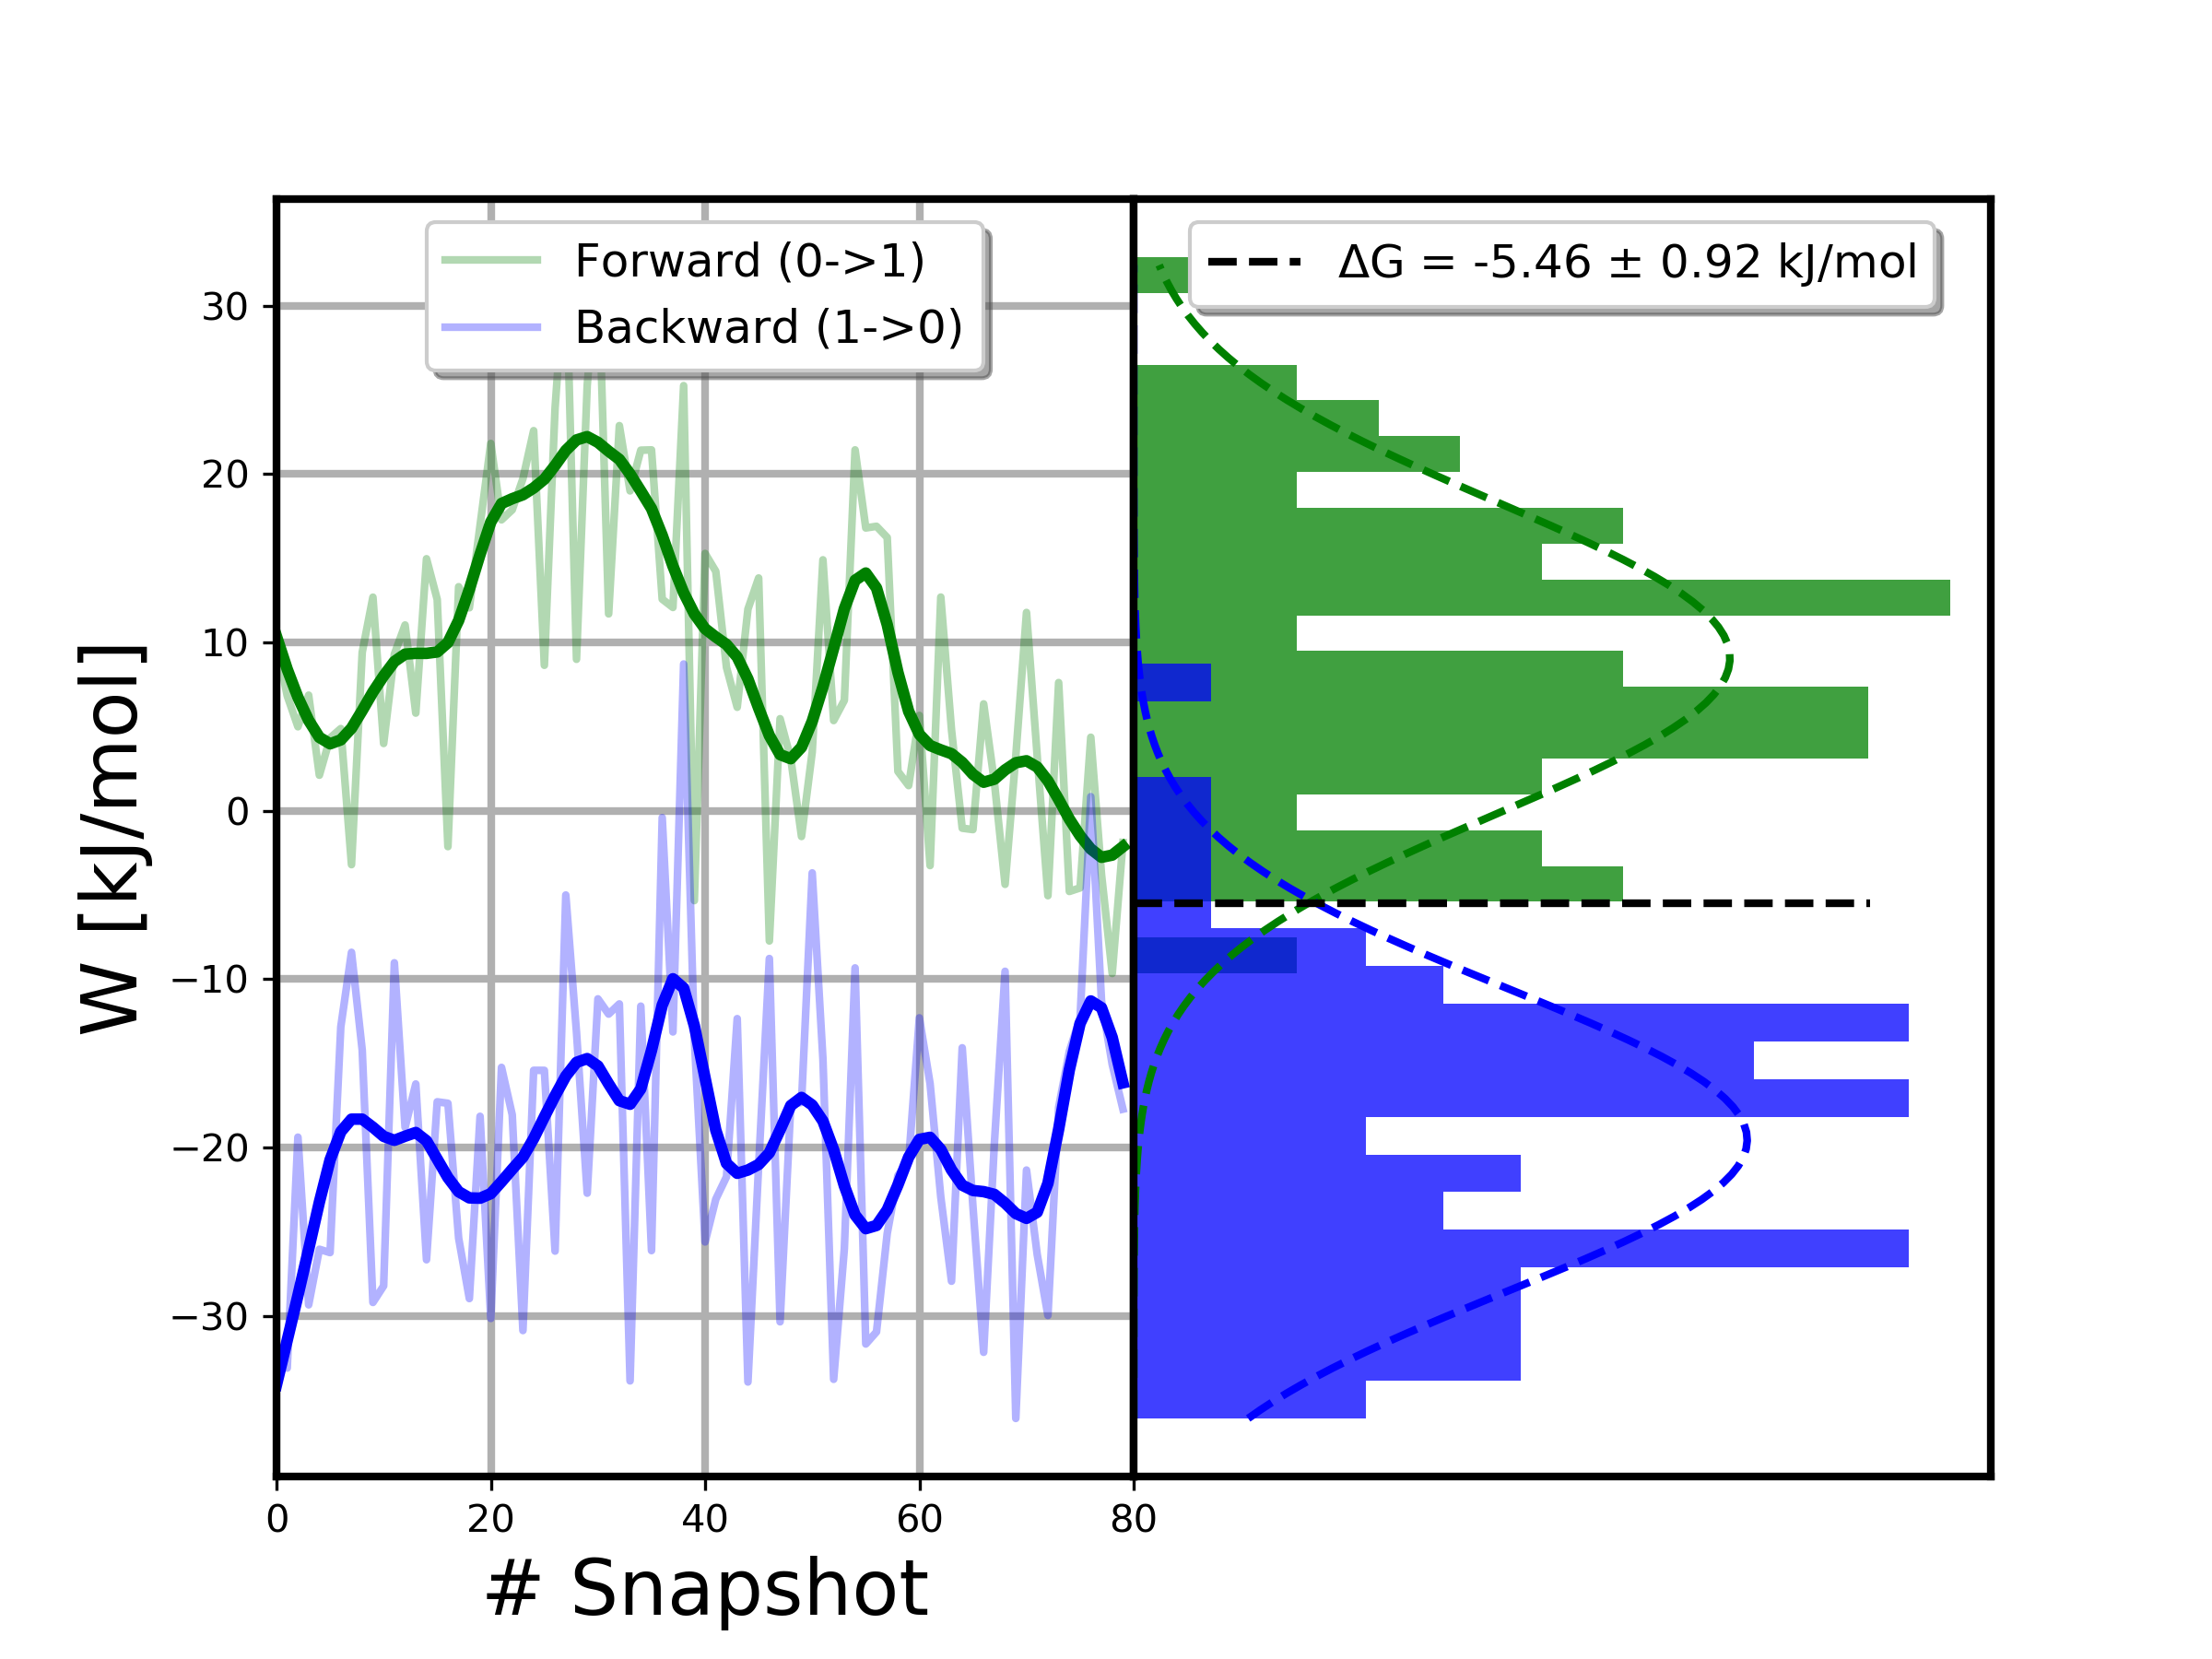 Forward (0->1)
Backward (1->0)
ΔG = -5.46 ± 0.92 kJ/mol
W [kJ/mol]
30
20
10
0
−10
−20
−30
0 20 40 60 80
# Snapshot